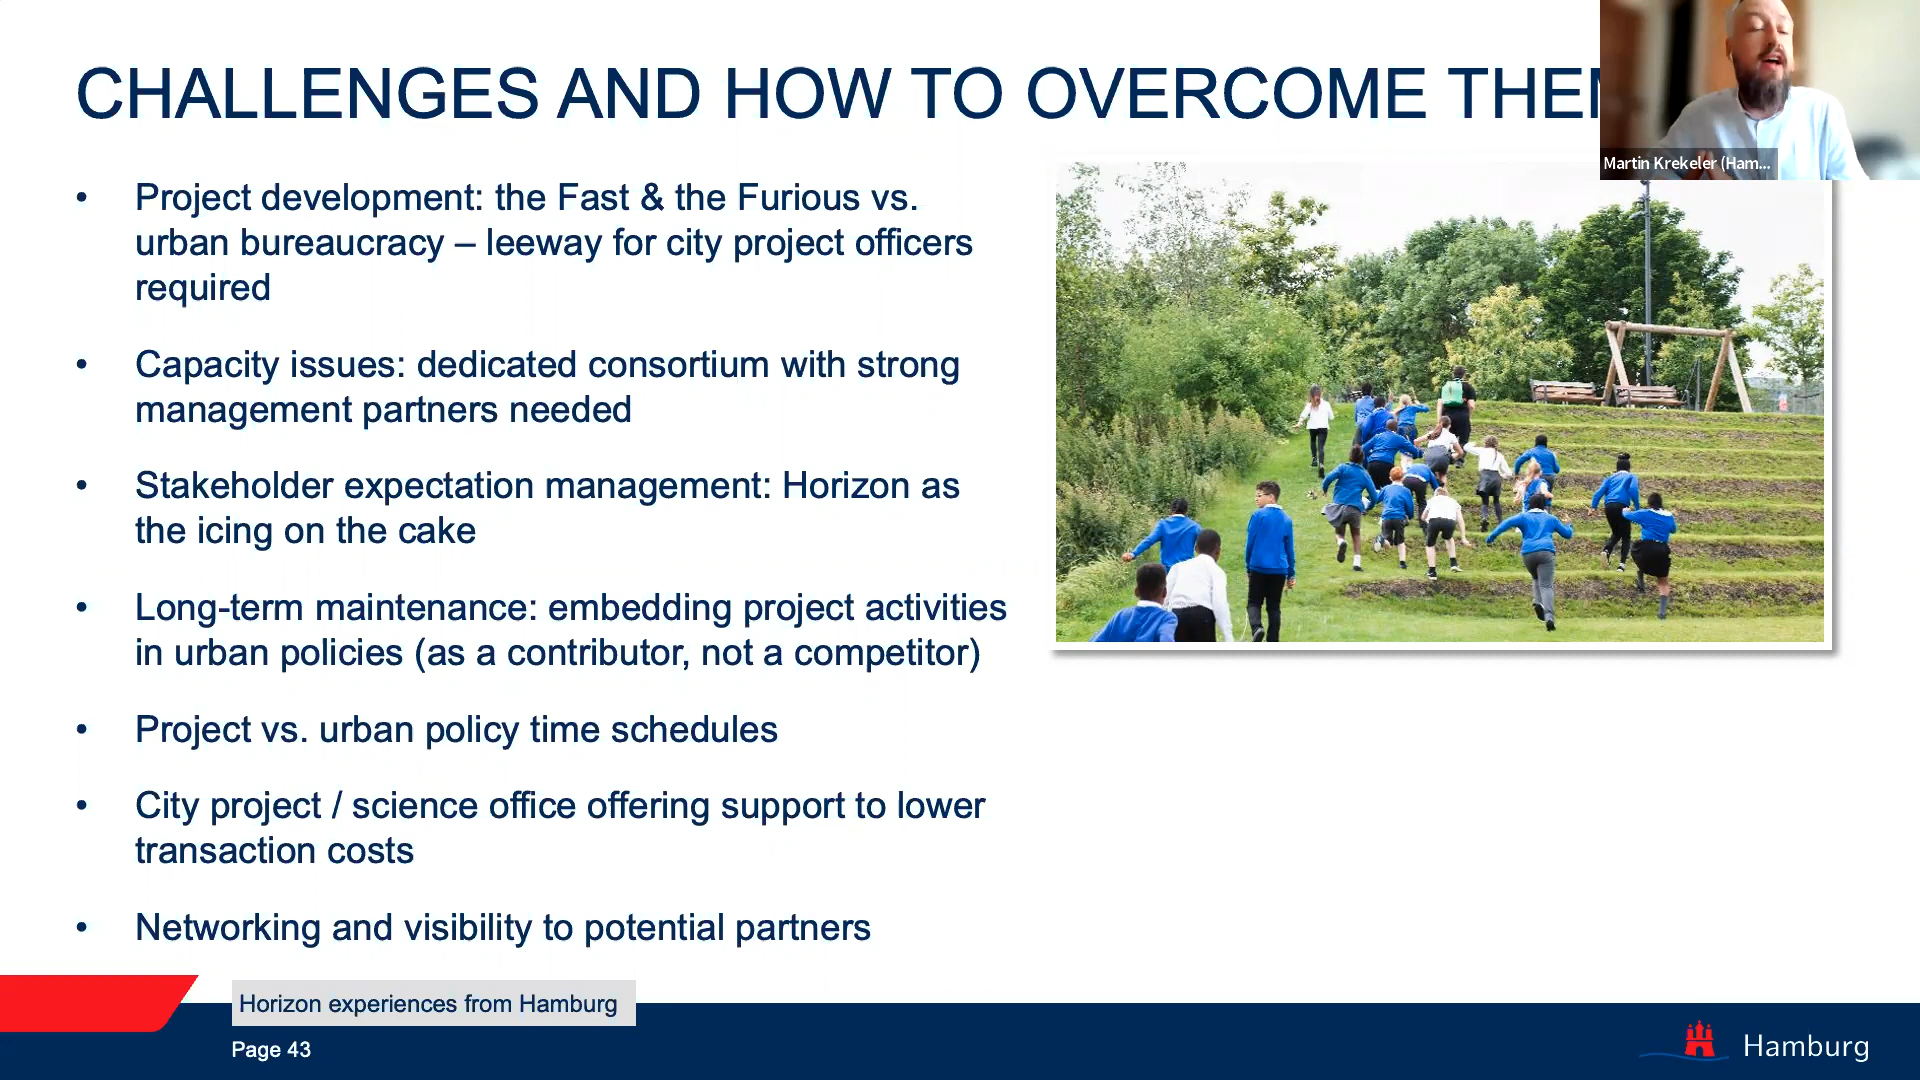 CHALLENGES AND HOW TO OVERCOME THE
Martin Krekeler (Ham...
• Project development: the Fast & the Furious vs.
urban bureaucracy – leeway for city project officers
required
• Capacity issues: dedicated consortium with strong
management partners needed
• Stakeholder expectation management: Horizon as
the icing on the cake
• Long-term maintenance: embedding project activities
in urban policies (as a contributor, not a competitor)
• Project vs. urban policy time schedules
• City project / science office offering support to lower
transaction costs
• Networking and visibility to potential partners
Horizon experiences from Hamburg
Page 43
Hamburg